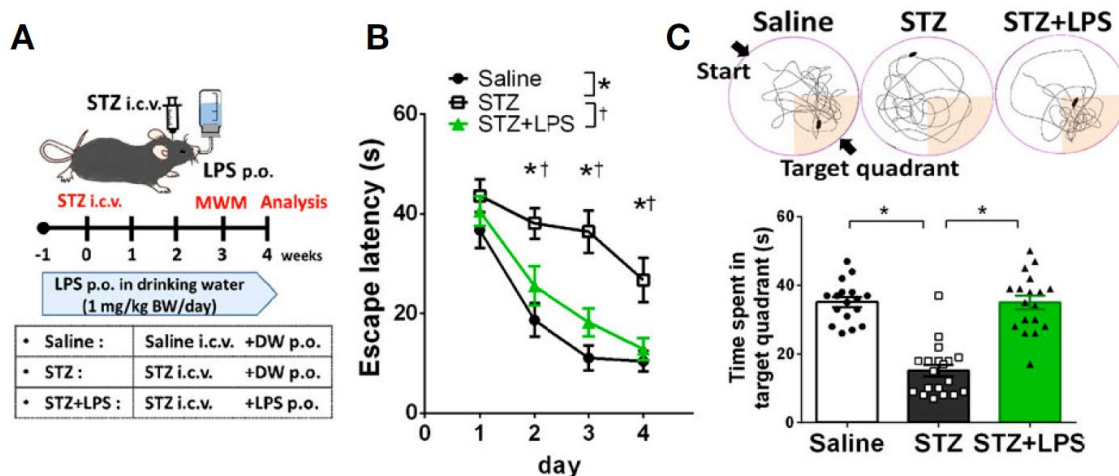 A
STZ i.c.v.
LPS p.o.
STZ i.c.v.
MWM
Analysis
-1 0 1 2 3 4 weeks
LPS p.o. in drinking water
(1 mg/kg BW/day)
• Saline : Saline i.c.v. +DW p.o.
• STZ : STZ i.c.v. +DW p.o.
• STZ+LPS : STZ i.c.v. +LPS p.o.
B
Saline
*
STZ
†
STZ+LPS
Escape latency (s)
60
40
20
0
*† *† *†
0 1 2 3 4
day
C
Saline STZ STZ+LPS
Start
Target quadrant
Time spent in
target quadrant (s)
60
40
20
0
* *
Saline STZ STZ+LPS